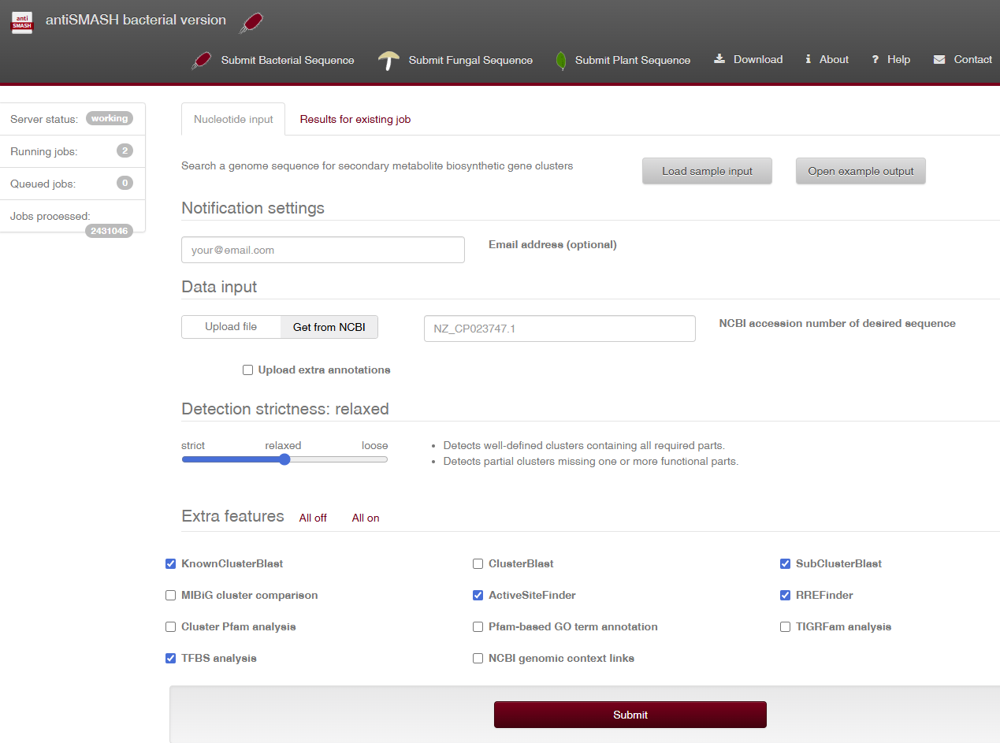 anti
SMASH
antiSMASH bacterial version
Submit Bacterial Sequence Submit Fungal Sequence Submit Plant Sequence Download About ? Help Contact
Server status: working
Running jobs: 2
Queued jobs: 0
Jobs processed:
2431046
Nucleotide input Results for existing job
Search a genome sequence for secondary metabolite biosynthetic gene clusters Load sample input Open example output
Notification settings
your@email.com Email address (optional)
Data input
Upload file Get from NCBI NZ_CP023747.1 NCBI accession number of desired sequence
Upload extra annotations
Detection strictness: relaxed
strict relaxed loose
• Detects well-defined clusters containing all required parts.
• Detects partial clusters missing one or more functional parts.
Extra features All off All on
KnownClusterBlast ClusterBlast SubClusterBlast
MIBiG cluster comparison ActiveSiteFinder RREFinder
Cluster Pfam analysis Pfam-based GO term annotation TIGRFam analysis
TFBS analysis NCBI genomic context links
Submit